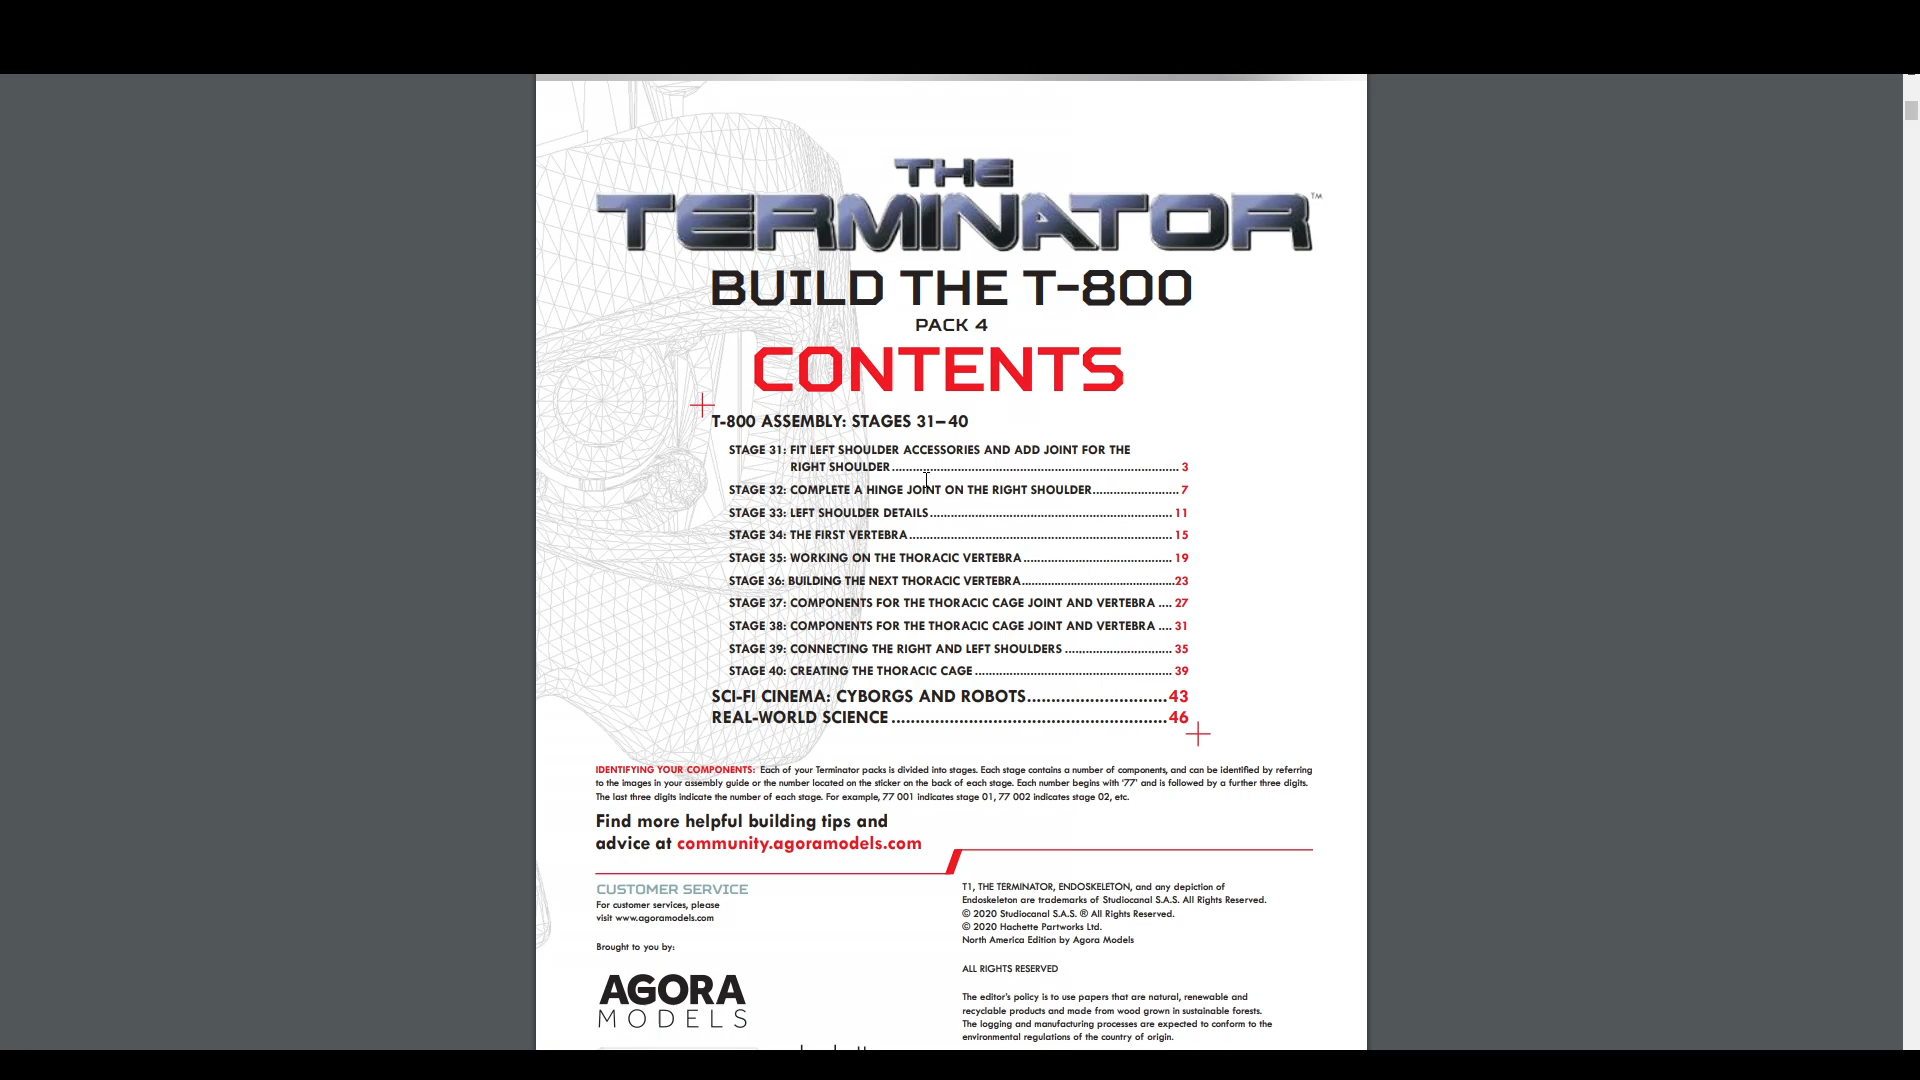 THE
TERMINATOR™
BUILD THE T-800
PACK 4
CONTENTS
T-800 ASSEMBLY: STAGES 31–40
STAGE 31: FIT LEFT SHOULDER ACCESSORIES AND ADD JOINT FOR THE
RIGHT SHOULDER........................................................................................ 3
STAGE 32: COMPLETE A HINGE JOINT ON THE RIGHT SHOULDER......................... 7
STAGE 33: LEFT SHOULDER DETAILS........................................................................ 11
STAGE 34: THE FIRST VERTEBRA.............................................................................. 15
STAGE 35: WORKING ON THE THORACIC VERTEBRA............................................ 19
STAGE 36: BUILDING THE NEXT THORACIC VERTEBRA.............................................23
STAGE 37: COMPONENTS FOR THE THORACIC CAGE JOINT AND VERTEBRA .... 27
STAGE 38: COMPONENTS FOR THE THORACIC CAGE JOINT AND VERTEBRA .... 31
STAGE 39: CONNECTING THE RIGHT AND LEFT SHOULDERS ................................ 35
STAGE 40: CREATING THE THORACIC CAGE........................................................... 39
SCI-FI CINEMA: CYBORGS AND ROBOTS.............................43
REAL-WORLD SCIENCE.........................................................46
IDENTIFYING YOUR COMPONENTS: Each of your Terminator packs is divided into stages. Each stage contains a number of components, and can be identified by referring
to the images in your assembly guide or the number located on the sticker on the back of each stage. Each number begins with '77' and is followed by a further three digits.
The last three digits indicate the number of each stage. For example, 77 001 indicates stage 01, 77 002 indicates stage 02, etc.
Find more helpful building tips and
advice at community.agoramodels.com
CUSTOMER SERVICE
For customer services, please
visit www.agoramodels.com
Brought to you by:
AGORA
MODELS
T1, THE TERMINATOR, ENDOSKELETON, and any depiction of
Endoskeleton are trademarks of Studiocanal S.A.S. All Rights Reserved.
© 2020 Studiocanal S.A.S. ® All Rights Reserved.
© 2020 Hachette Partworks Ltd.
North America Edition by Agora Models
ALL RIGHTS RESERVED
The editor's policy is to use papers that are natural, renewable and
recyclable products and made from wood grown in sustainable forests.
The logging and manufacturing processes are expected to conform to the
environmental regulations of the country of origin.